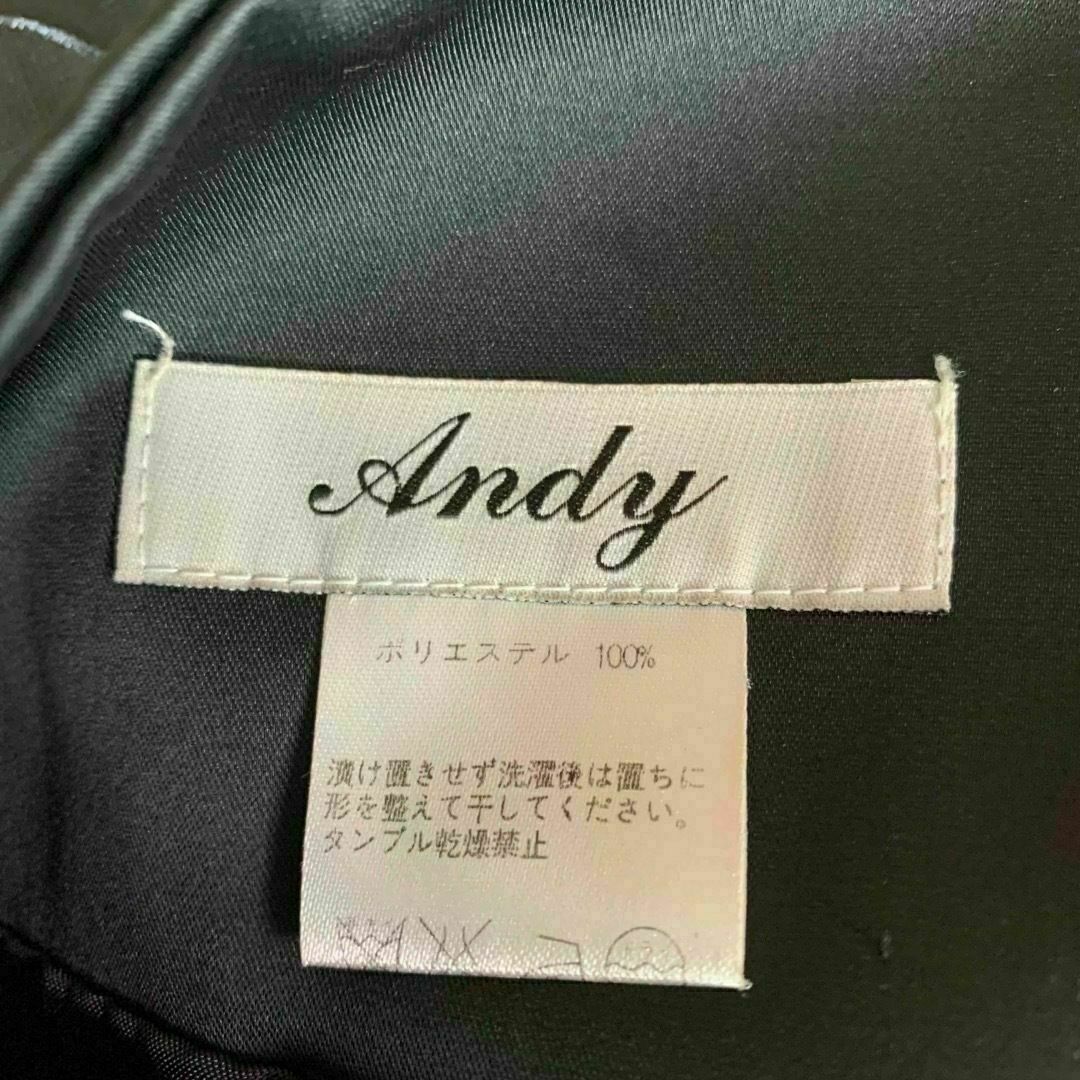 Andy
ポリエステル 100%
漬け置きせず洗濯後は直ちに
形を整えて干してください。
タンブル乾燥禁止